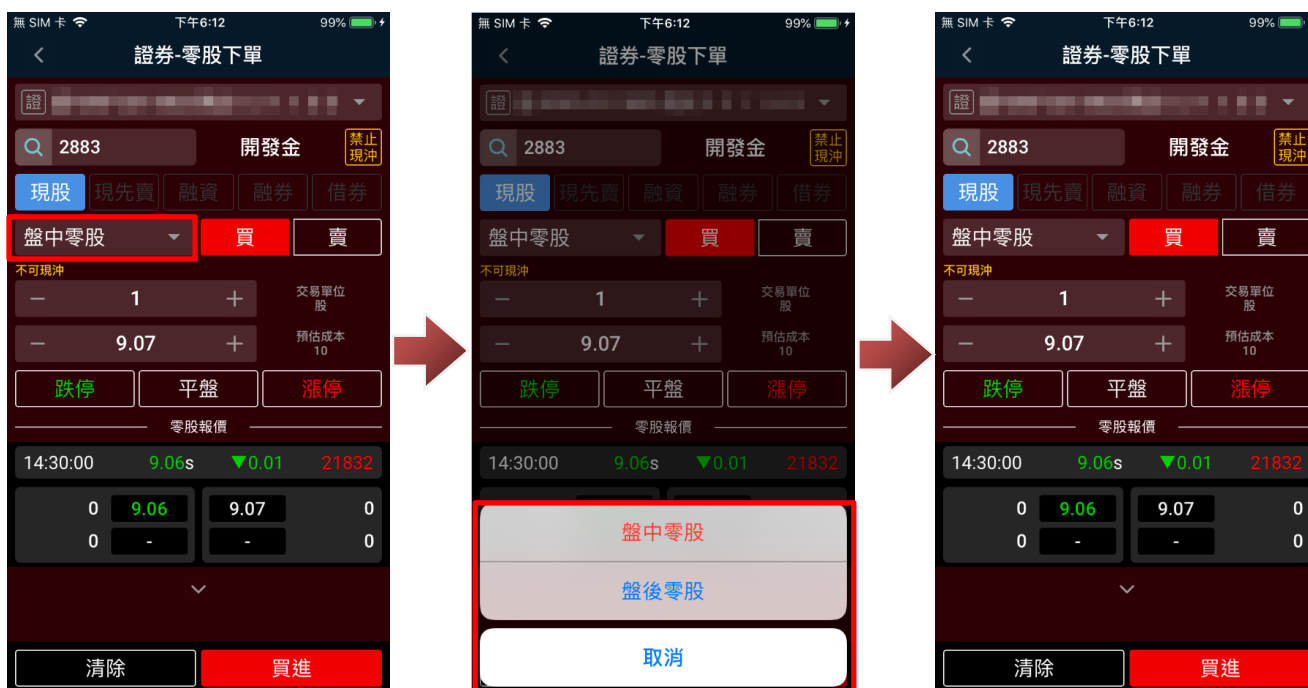 無 SIM 卡 下午6:12 99%
證券-零股下單
證
2883 開發金 禁止現沖
現股 現先賣 融資 融券 借券
盤中零股 買 賣
不可現沖
− 1 + 交易單位 股
− 9.07 + 預估成本 10
跌停 平盤 漲停
零股報價
14:30:00 9.06s ▼0.01 21832
0 9.06 9.07 0
0 - - 0
清除 買進
無 SIM 卡 下午6:12 99%
證券-零股下單
證
2883 開發金 禁止現沖
現股 現先賣 融資 融券 借券
盤中零股 買 賣
不可現沖
− 1 + 交易單位 股
− 9.07 + 預估成本 10
跌停 平盤 漲停
零股報價
14:30:00 9.06s ▼0.01 21832
盤中零股
盤後零股
取消
無 SIM 卡 下午6:12 99%
證券-零股下單
證
2883 開發金 禁止現沖
現股 現先賣 融資 融券 借券
盤中零股 買 賣
不可現沖
− 1 + 交易單位 股
− 9.07 + 預估成本 10
跌停 平盤 漲停
零股報價
14:30:00 9.06s ▼0.01 21832
0 9.06 9.07 0
0 - - 0
清除 買進